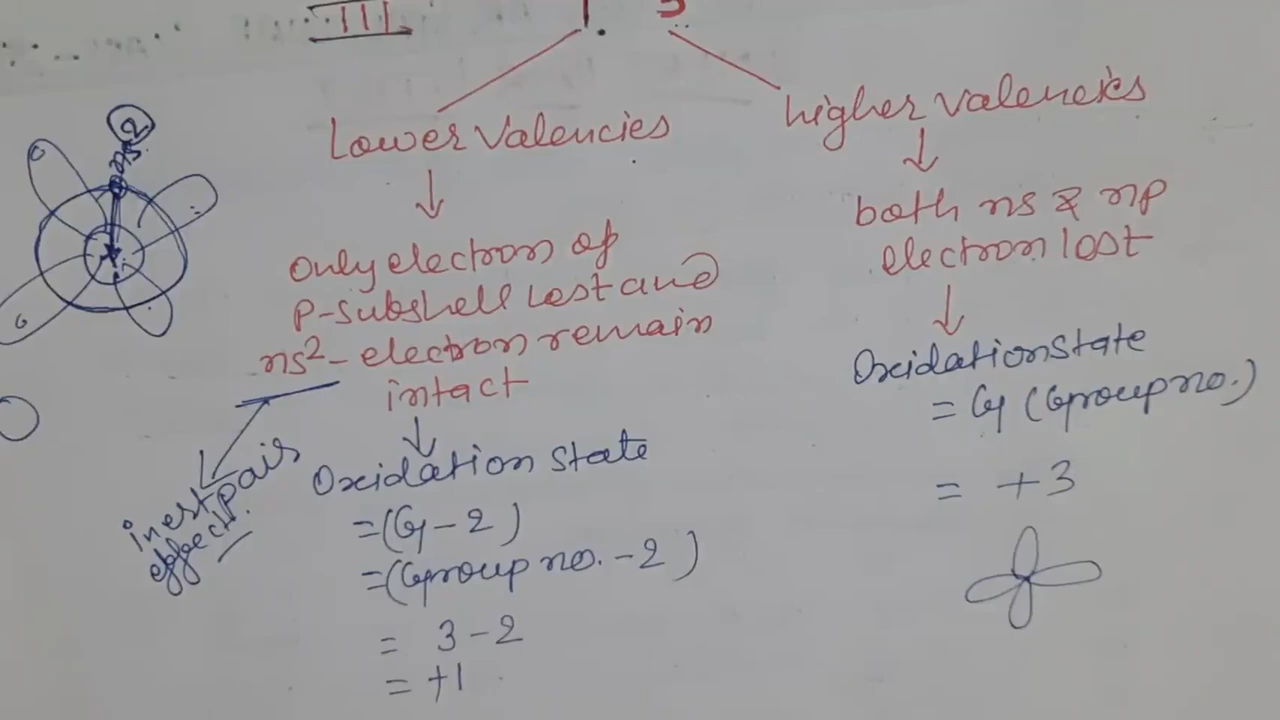 III
Lower Valencies
higher valencies
Only electron of
P-subshell lost and
ns²- electron remain
intact
both ns & np
electron lost
inert pair
effect.
Oxidation state
=(G-2)
=(Group no. -2)
= 3-2
= +1
Oxidation state
= G (Group no.)
= +3